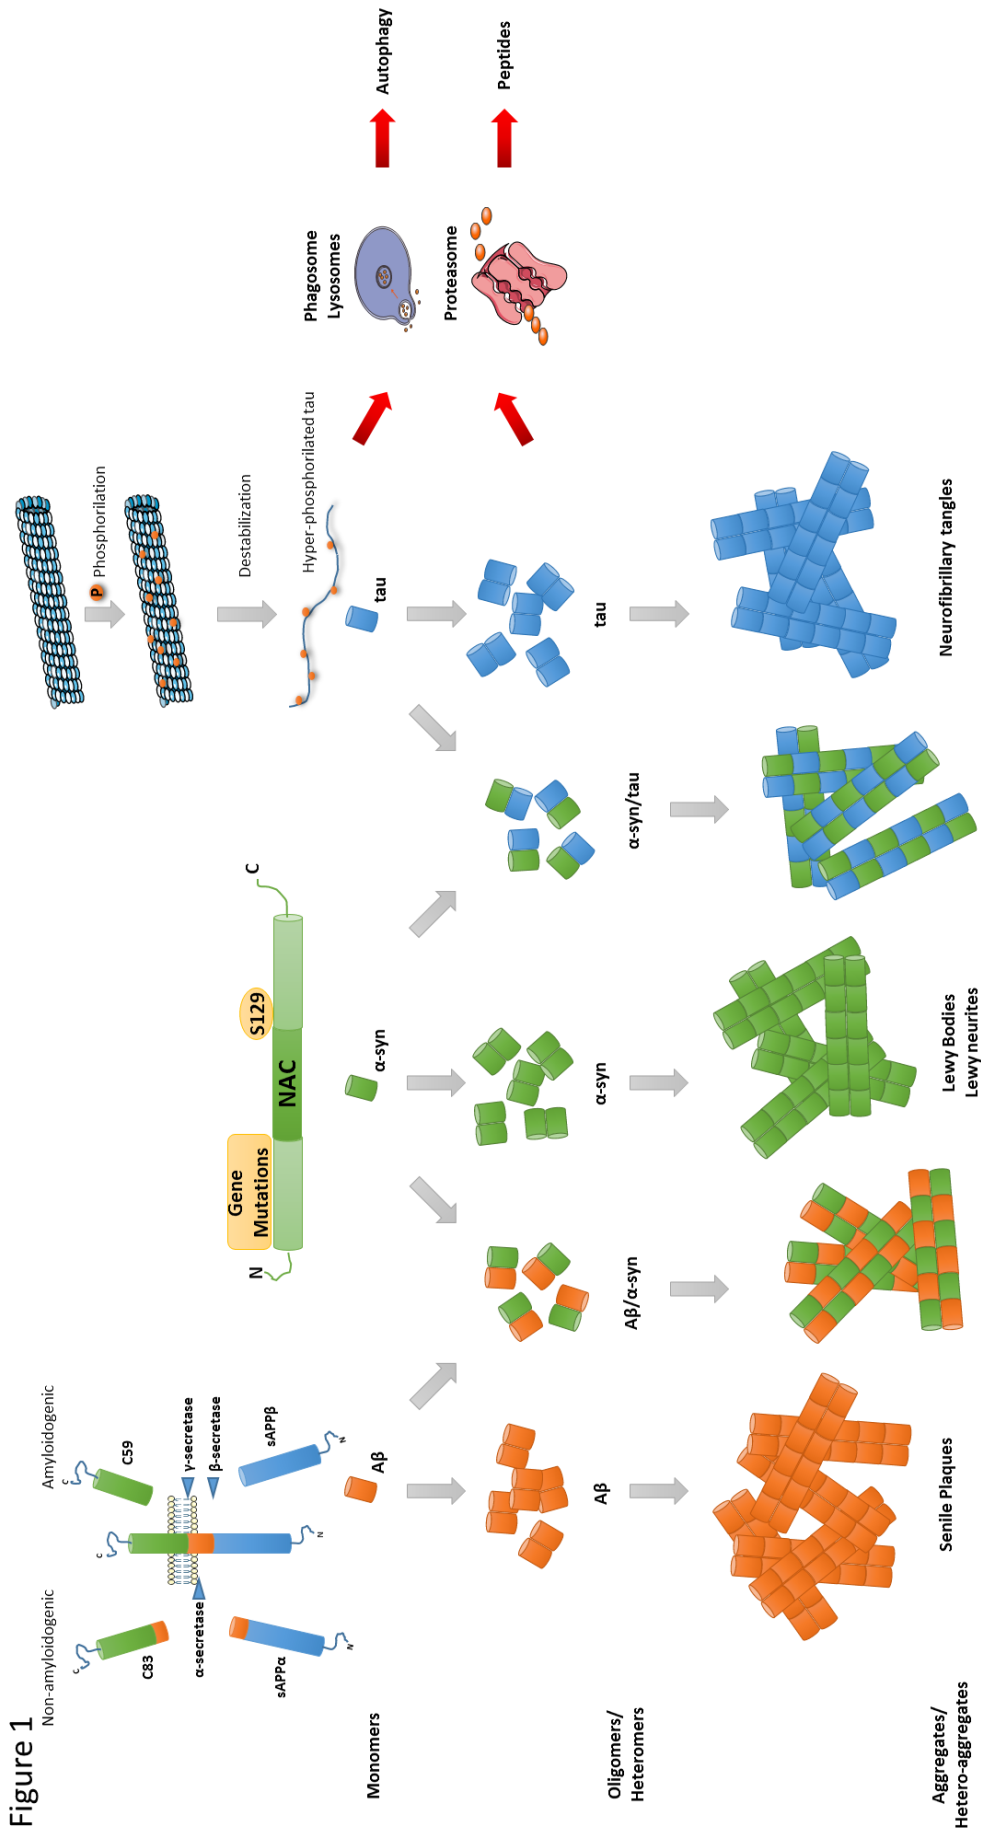 Figure 1
Non-amyloidogenic
Amyloidogenic
C
C
C
C83
C59
α-secretase
γ-secretase
β-secretase
sAPPα
sAPPβ
N
N
N
Gene
Mutations
S129
N
NAC
C
P
Phosphorilation
Destabilization
Hyper-phosphorilated tau
Monomers
Aβ
α-syn
tau
Phagosome
Lysosomes
Autophagy
Proteasome
Peptides
Oligomers/
Heteromers
Aβ
Aβ/α-syn
α-syn
α-syn/tau
tau
Aggregates/
Hetero-aggregates
Senile Plaques
Lewy Bodies
Lewy neurites
Neurofibrillary tangles